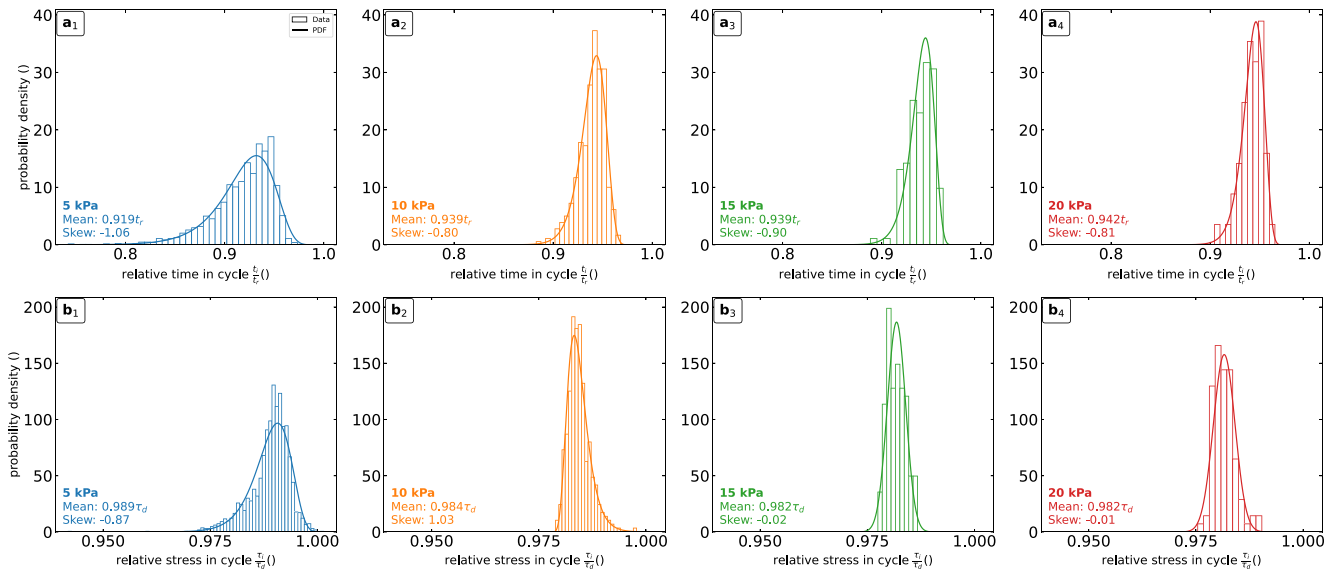 a1
Data
PDF
5 kPa
Mean: 0.919tr
Skew: -1.06
probability density ()
0
10
20
30
40
0.8
0.9
1.0
relative time in cycle ti/tr()
a2
10 kPa
Mean: 0.939tr
Skew: -0.80
0
10
20
30
40
0.8
0.9
1.0
relative time in cycle ti/tr()
a3
15 kPa
Mean: 0.939tr
Skew: -0.90
0
10
20
30
40
0.8
0.9
1.0
relative time in cycle ti/tr()
a4
20 kPa
Mean: 0.942tr
Skew: -0.81
0
10
20
30
40
0.8
0.9
1.0
relative time in cycle ti/tr()
b1
5 kPa
Mean: 0.989τd
Skew: -0.87
probability density ()
0
50
100
150
200
0.950
0.975
1.000
relative stress in cycle τi/τd()
b2
10 kPa
Mean: 0.984τd
Skew: 1.03
0
50
100
150
200
0.950
0.975
1.000
relative stress in cycle τi/τd()
b3
15 kPa
Mean: 0.982τd
Skew: -0.02
0
50
100
150
200
0.950
0.975
1.000
relative stress in cycle τi/τd()
b4
20 kPa
Mean: 0.982τd
Skew: -0.01
0
50
100
150
200
0.950
0.975
1.000
relative stress in cycle τi/τd()